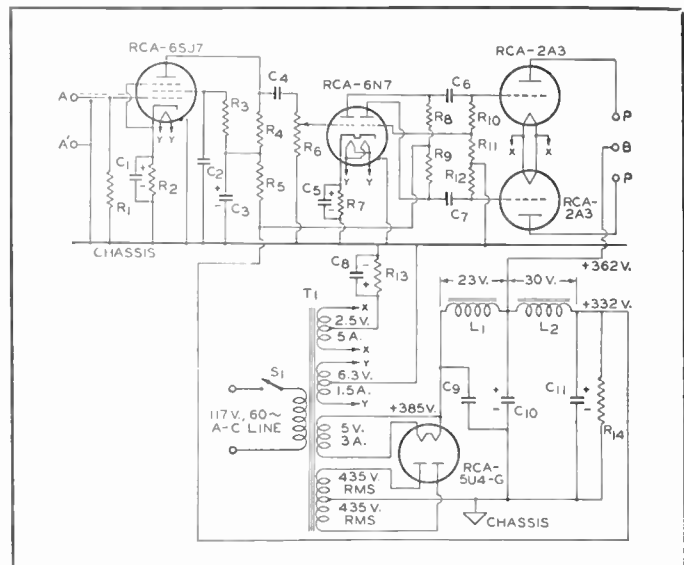 RCA-6SJ7
RCA-6N7
RCA-2A3
A
A'
C4
C6
R3
R4
R6
R8
R10
P
X X
R11
B
Y Y
C1
+
-
R2
C2
R5
C5
+
-
R7
Y Y
R9
R12
P
R1
+
-
C3
C7
RCA-
2A3
CHASSIS
C8
-
+
R13
+362 V.
23 V.
30 V.
+332 V.
T1
X
2.5 V.
5 A.
X
L1
L2
S1
Y
6.3 V.
1.5 A.
Y
C9
+
-
C10
C11
+
-
R14
117 V., 60~
A-C LINE
5 V.
3 A.
+385 V.
435 V.
RMS
435 V.
RMS
RCA-
5U4-G
CHASSIS